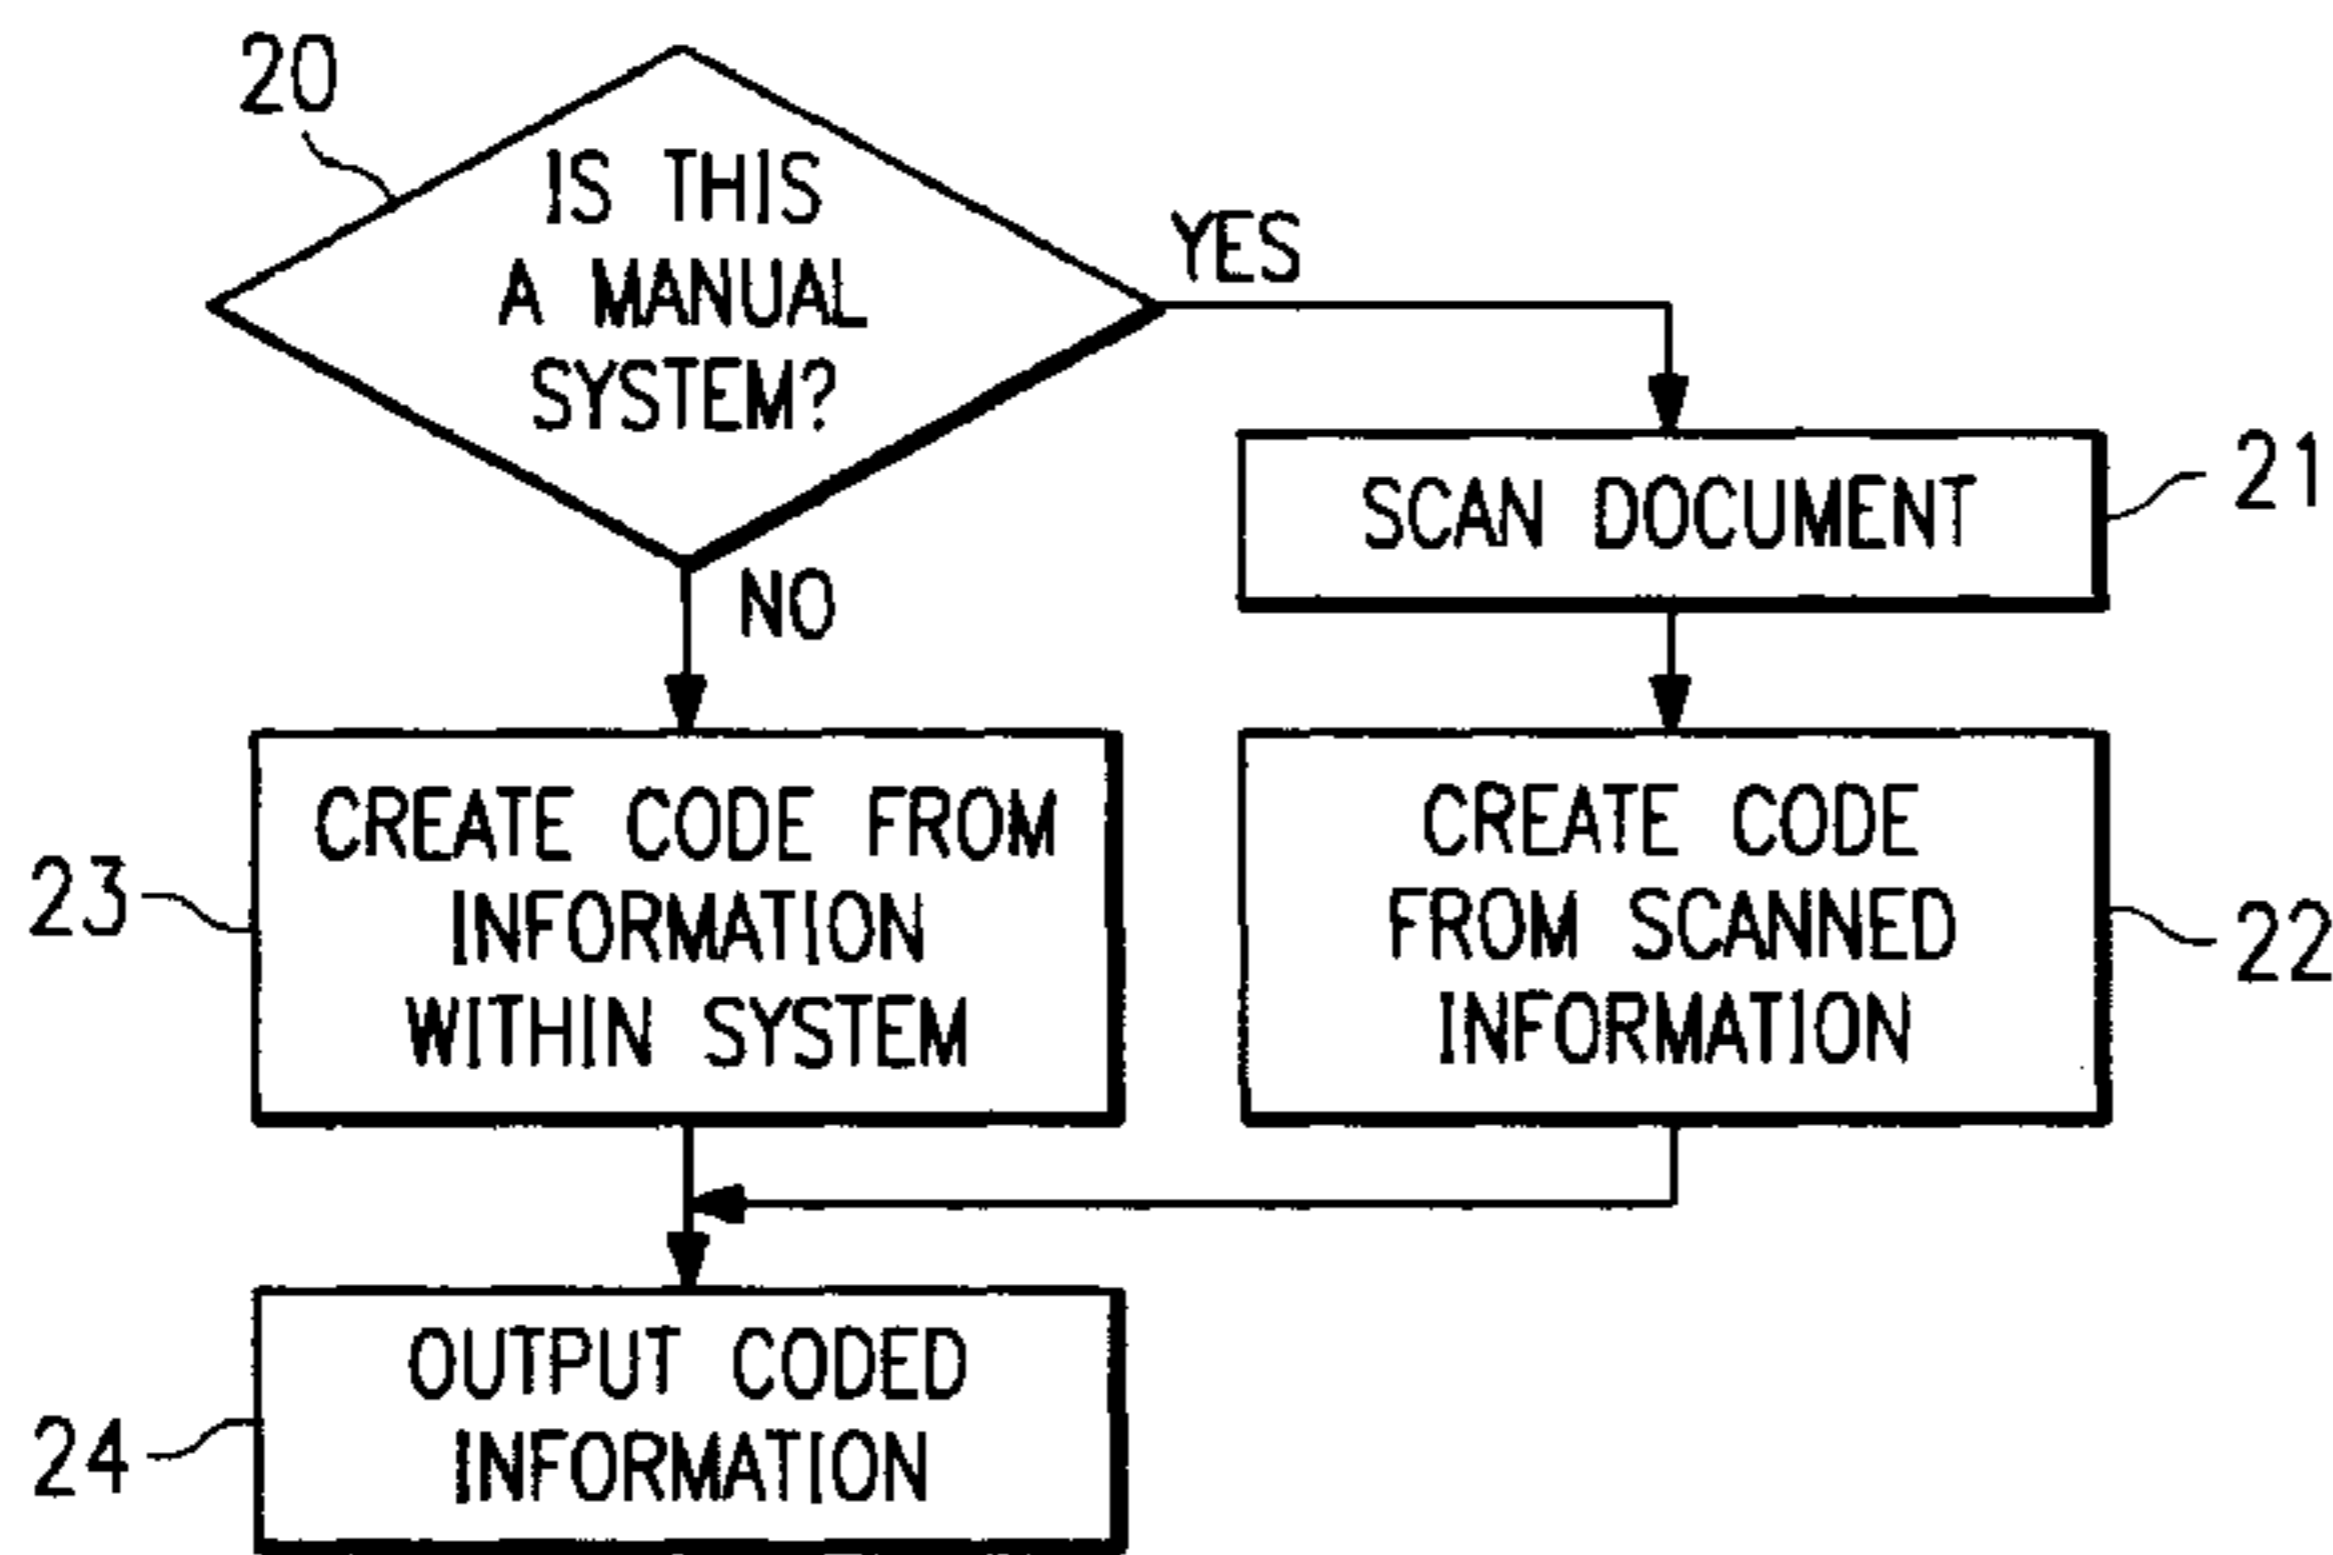 20
IS THIS
A MANUAL
SYSTEM?
YES
NO
SCAN DOCUMENT
21
CREATE CODE FROM
INFORMATION
WITHIN SYSTEM
23
CREATE CODE
FROM SCANNED
INFORMATION
22
OUTPUT CODED
INFORMATION
24